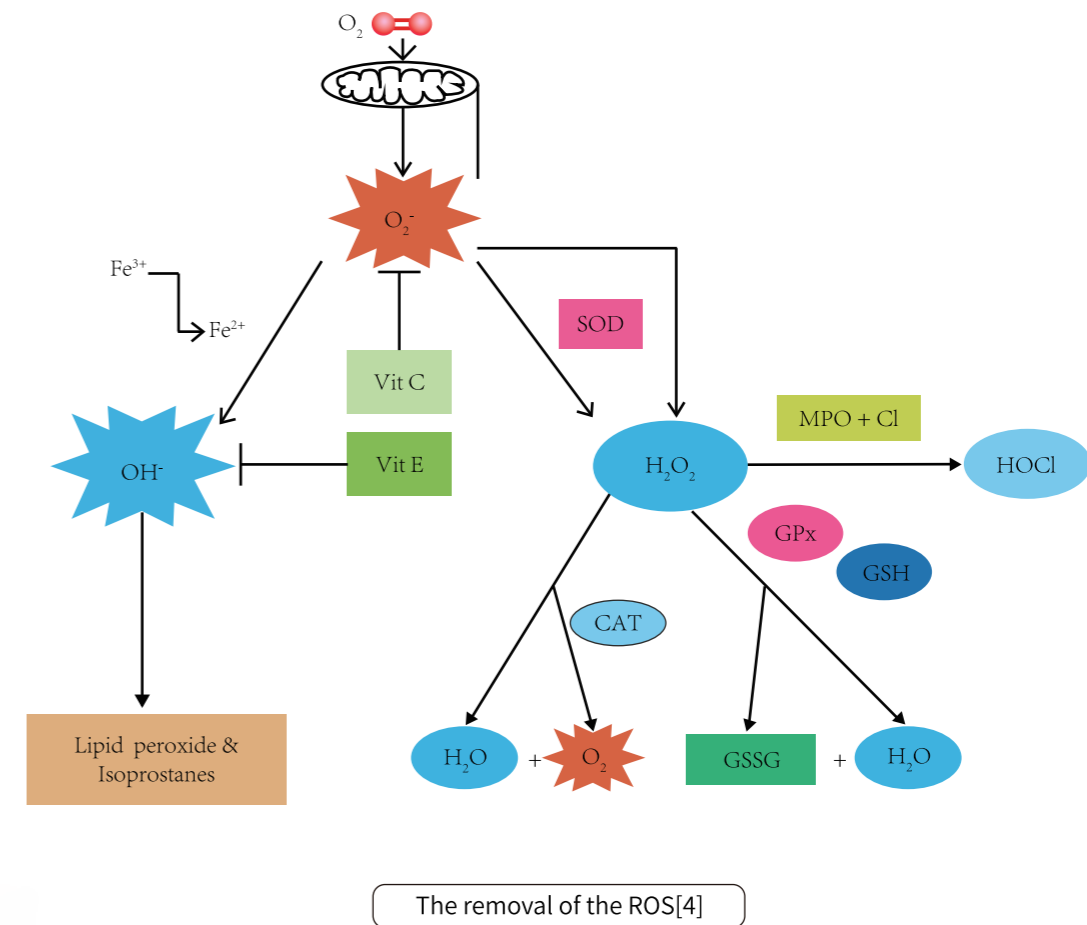 O₂
O₂⁻
Fe³⁺
Fe²⁺
SOD
Vit C
MPO + Cl
Vit E
OH⁻
H₂O₂
HOCl
GPx
GSH
CAT
Lipid peroxide &
Isoprostanes
H₂O + O₂
GSSG + H₂O
The removal of the ROS[4]